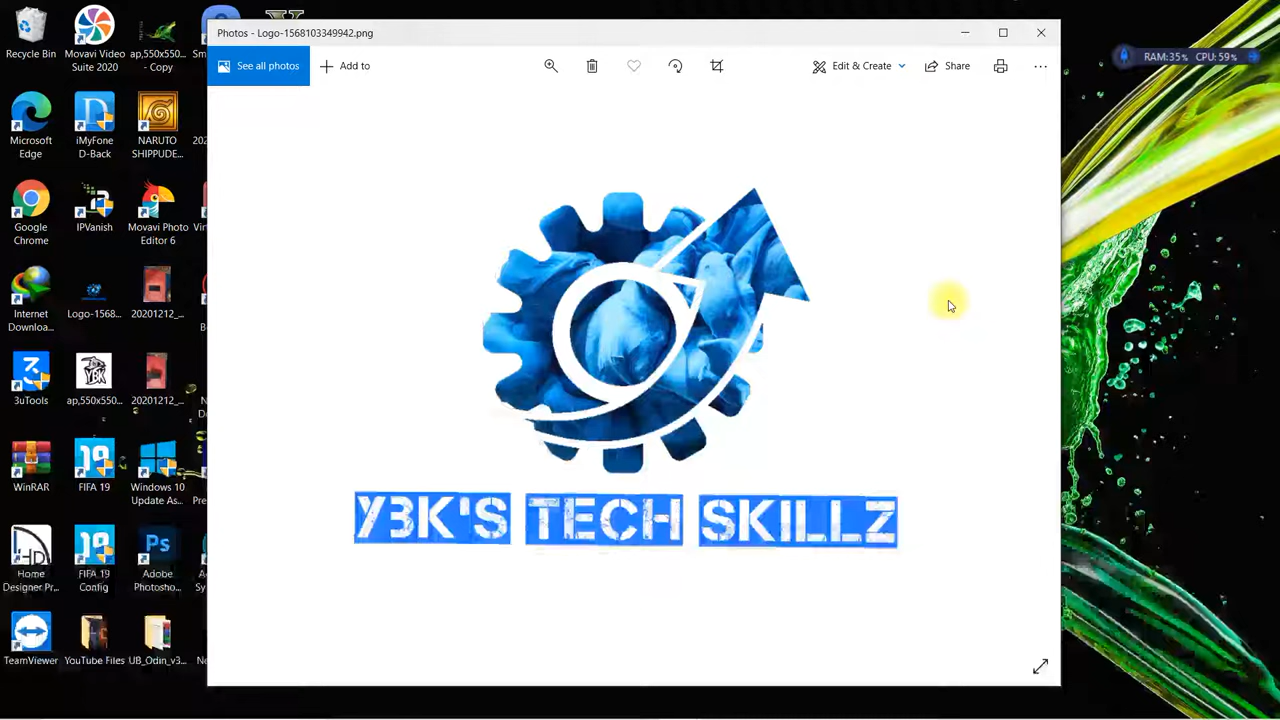 Photos - Logo-1568103349942.png
See all photos
Add to
Edit & Create
Share
RAM:35% CPU:59%
Recycle Bin
Movavi Video
Suite 2020
ap,550x550...
- Copy
Microsoft
Edge
iMyFone
D-Back
NARUTO
SHIPPUDE...
Google
Chrome
IPVanish
Movavi Photo
Editor 6
Internet
Downloa...
Logo-1568...
20201212_...
3uTools
ap,550x550...
20201212_...
WinRAR
FIFA 19
Windows 10
Update As...
Home
Designer Pr...
FIFA 19
Config
Adobe
Photosho...
TeamViewer
YouTube Files
UB_Odin_v3...
YBK'S TECH SKILLZ